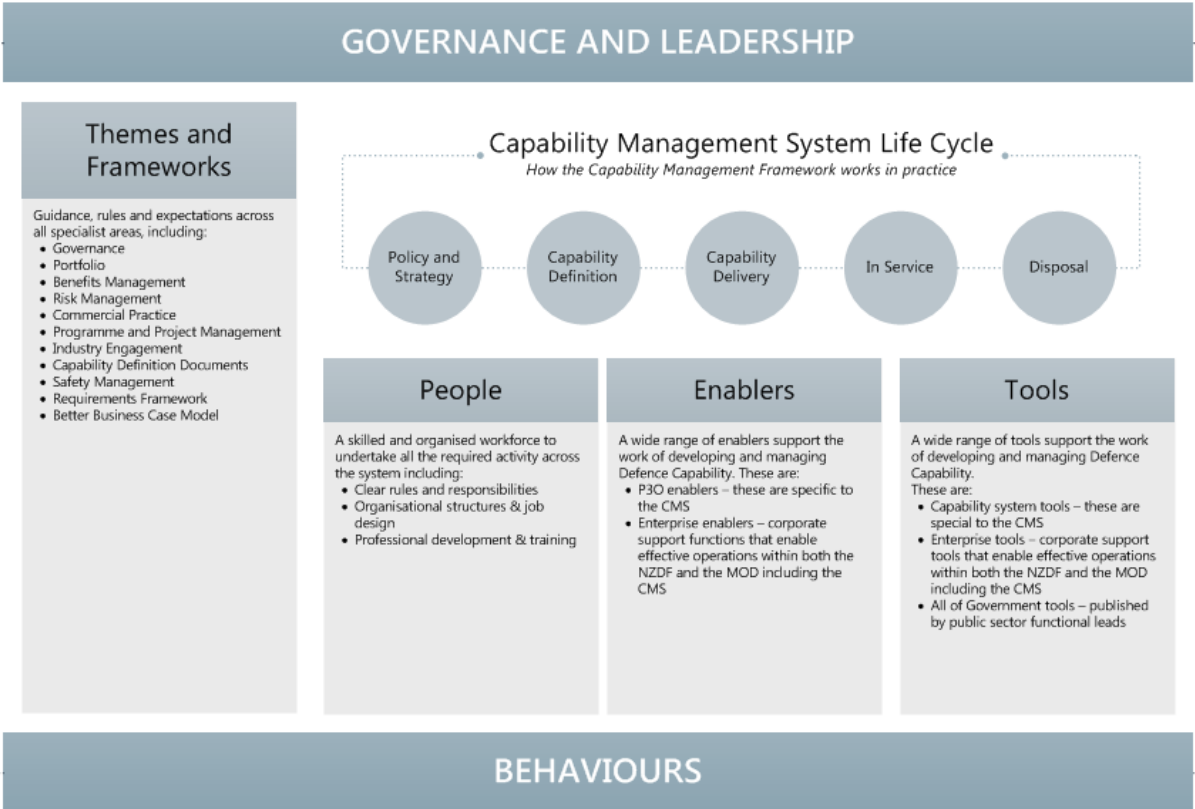 GOVERNANCE AND LEADERSHIP
Themes and
Frameworks
Guidance, rules and expectations across
all specialist areas, including:
• Governance
• Portfolio
• Benefits Management
• Risk Management
• Commercial Practice
• Programme and Project Management
• Industry Engagement
• Capability Definition Documents
• Safety Management
• Requirements Framework
• Better Business Case Model
Capability Management System Life Cycle
How the Capability Management Framework works in practice
Policy and
Strategy
Capability
Definition
Capability
Delivery
In Service
Disposal
People
A skilled and organised workforce to
undertake all the required activity across
the system including:
• Clear rules and responsibilities
• Organisational structures & job
design
• Professional development & training
Enablers
A wide range of enablers support the
work of developing and managing
Defence Capability. These are:
• P3O enablers – these are specific to
the CMS
• Enterprise enablers – corporate
support functions that enable
effective operations within both the
NZDF and the MOD including the
CMS
Tools
A wide range of tools support the work
of developing and managing Defence
Capability.
These are:
• Capability system tools – these are
special to the CMS
• Enterprise tools – corporate support
tools that enable effective operations
within both the NZDF and the MOD
including the CMS
• All of Government tools – published
by public sector functional leads
BEHAVIOURS